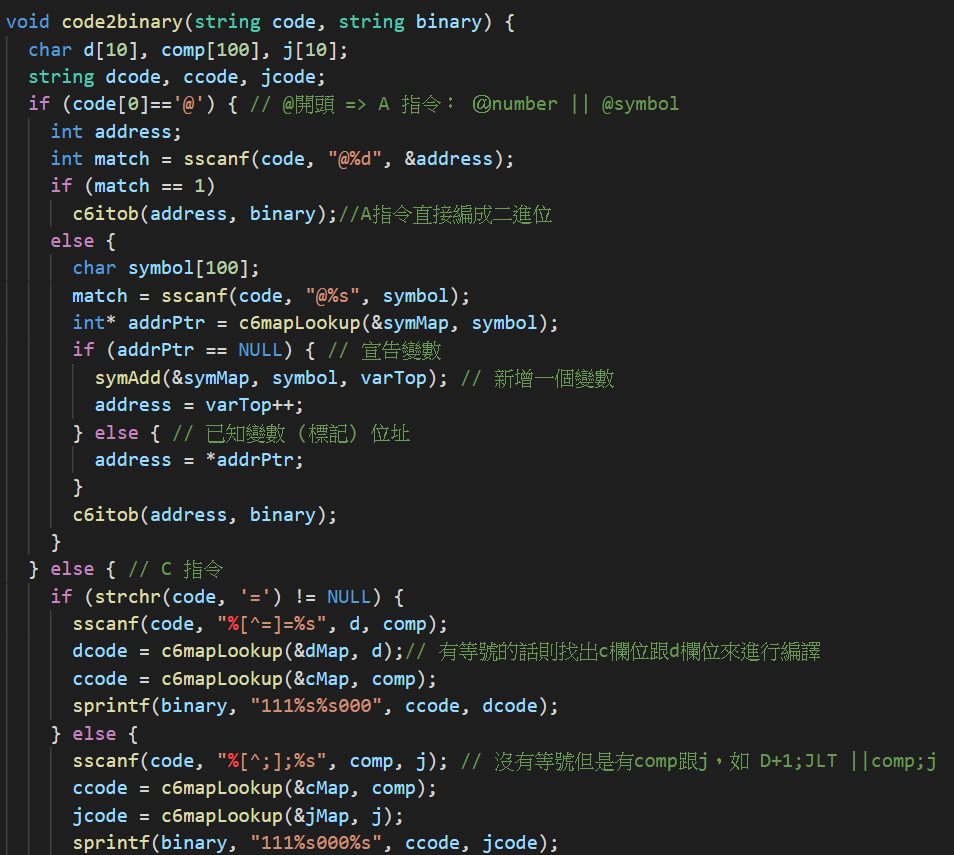 void code2binary(string code, string binary) {
  char d[10], comp[100], j[10];
  string dcode, ccode, jcode;
  if (code[0]=='@') { // @開頭 => A 指令： @number || @symbol
    int address;
    int match = sscanf(code, "@%d", &address);
    if (match == 1)
      c6itob(address, binary);//A指令直接編成二進位
    else {
      char symbol[100];
      match = sscanf(code, "@%s", symbol);
      int* addrPtr = c6mapLookup(&symMap, symbol);
      if (addrPtr == NULL) { // 宣告變數
        symAdd(&symMap, symbol, varTop); // 新增一個變數
        address = varTop++;
      } else { // 已知變數 (標記) 位址
        address = *addrPtr;
      }
      c6itob(address, binary);
    }
  } else { // C 指令
    if (strchr(code, '=') != NULL) {
      sscanf(code, "%[^=]=%s", d, comp);
      dcode = c6mapLookup(&dMap, d);// 有等號的話則找出c欄位跟d欄位來進行編譯
      ccode = c6mapLookup(&cMap, comp);
      sprintf(binary, "111%s%s000", ccode, dcode);
    } else {
      sscanf(code, "%[^;];%s", comp, j); // 沒有等號但是有comp跟j，如 D+1;JLT ||comp;j
      ccode = c6mapLookup(&cMap, comp);
      jcode = c6mapLookup(&jMap, j);
      sprintf(binary, "111%s000%s", ccode, jcode);